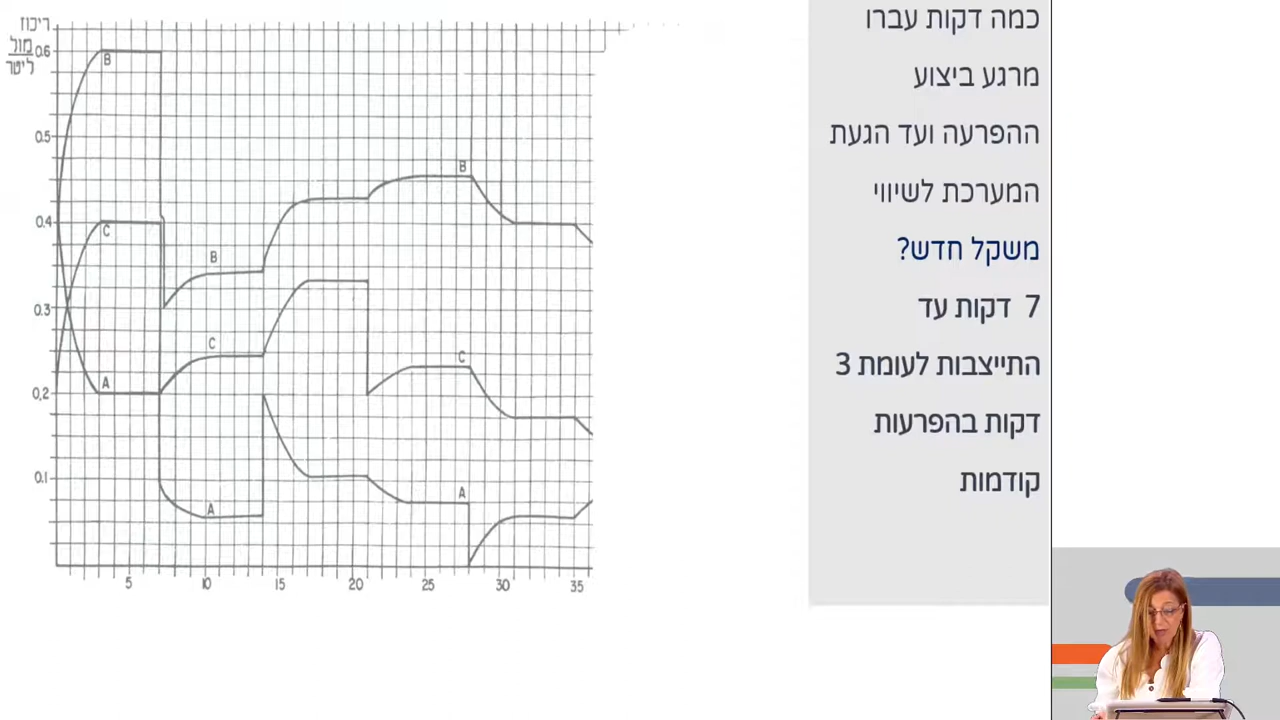 כמה דקות עברו
מרגע ביצוע
ההפרעה ועד הגעת
המערכת לשיווי
משקל חדש?
7 דקות עד
התייצבות לעומת 3
דקות בהפרעות
קודמות
ריכוז
מול
ליטר
0.6
0.5
0.4
0.3
0.2
0.1
B
C
A
B
C
A
B
C
A
5
10
15
20
25
30
35